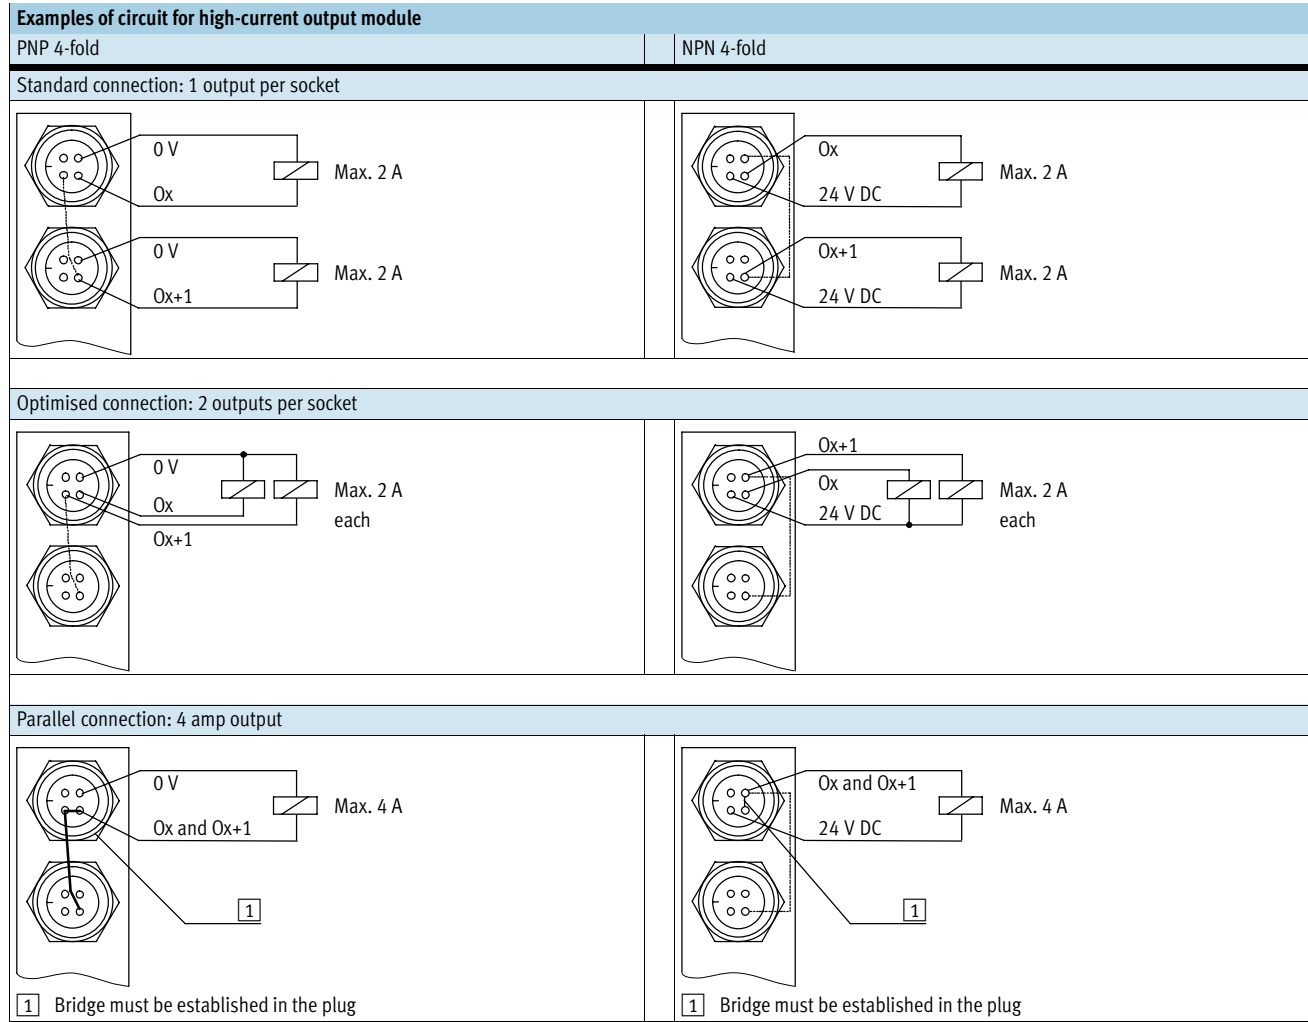 Examples of circuit for high-current output module
PNP 4-fold
NPN 4-fold
Standard connection: 1 output per socket
0 V
Ox
Max. 2 A
0 V
Ox+1
Max. 2 A
Ox
24 V DC
Max. 2 A
Ox+1
24 V DC
Max. 2 A
Optimised connection: 2 outputs per socket
0 V
Ox
Ox+1
Max. 2 A
each
Ox+1
Ox
24 V DC
Max. 2 A
each
Parallel connection: 4 amp output
0 V
Ox and Ox+1
Max. 4 A
1
1 Bridge must be established in the plug
Ox and Ox+1
24 V DC
Max. 4 A
1
1 Bridge must be established in the plug